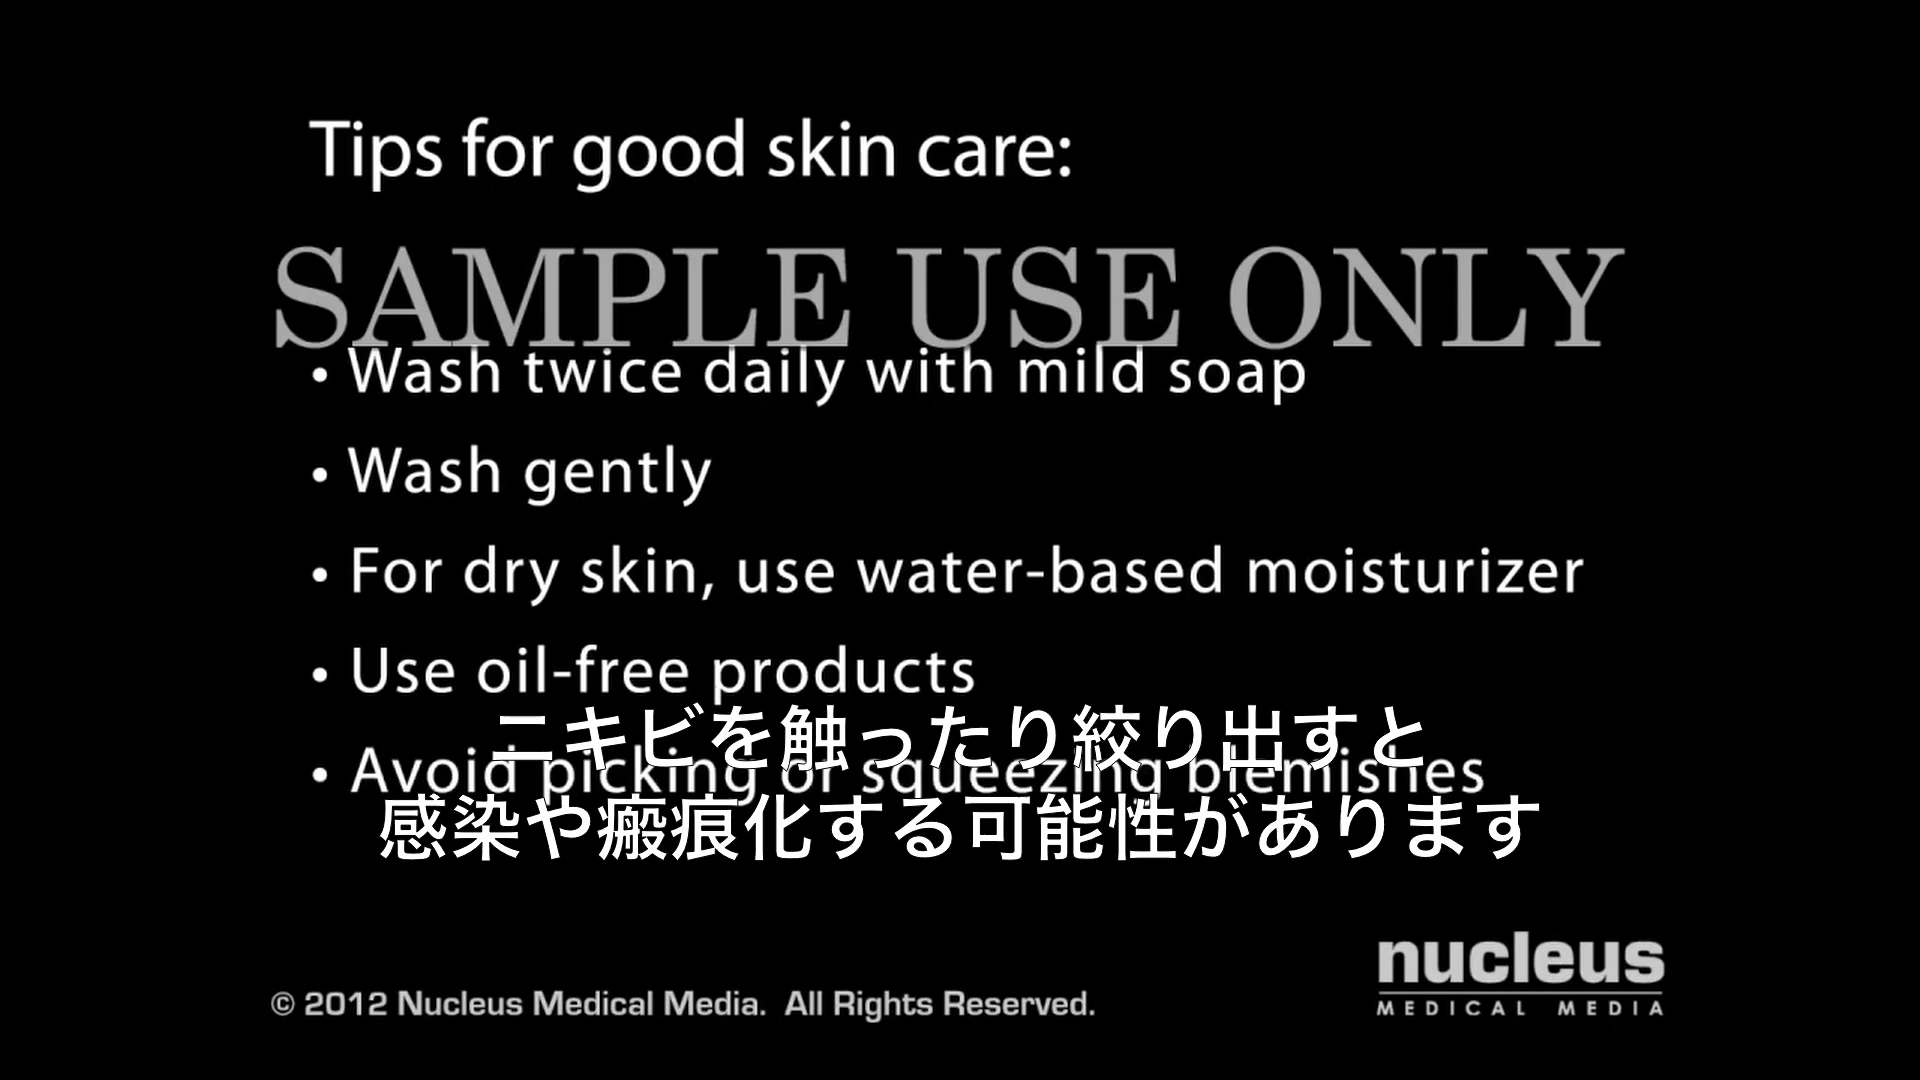 Tips for good skin care:
SAMPLE USE ONLY
• Wash twice daily with mild soap
• Wash gently
• For dry skin, use water-based moisturizer
• Use oil-free products
ニキビを触ったり絞り出すと
• Avoid picking or squeezing blemishes
感染や瘢痕化する可能性があります
nucleus
MEDICAL MEDIA
© 2012 Nucleus Medical Media. All Rights Reserved.